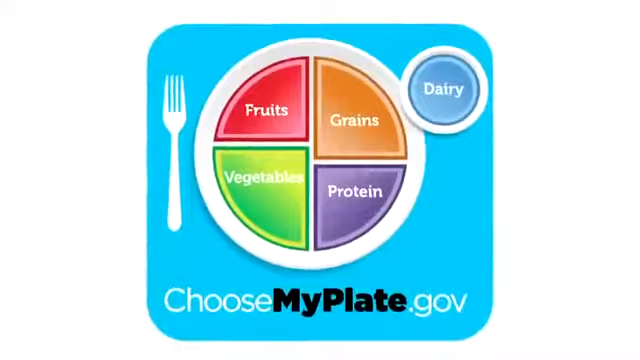 Fruits
Grains
Dairy
Vegetables
Protein
ChooseMyPlate.gov